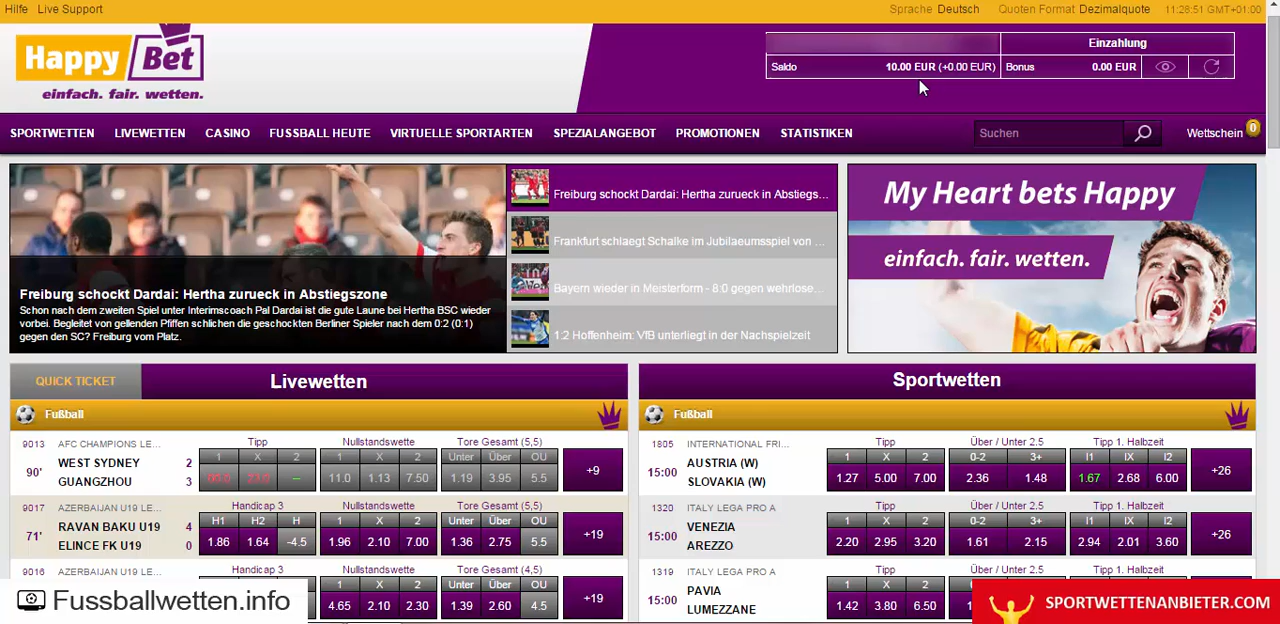 Hilfe Live Support
Sprache Deutsch Quoten Format Dezimalquote 11:28:51 GMT+01:00
Happy Bet
einfach. fair. wetten.
Einzahlung
Saldo 10.00 EUR (+0.00 EUR) Bonus 0.00 EUR
SPORTWETTEN LIVEWETTEN CASINO FUSSBALL HEUTE VIRTUELLE SPORTARTEN SPEZIALANGEBOT PROMOTIONEN STATISTIKEN
Suchen
Wettschein 0
Freiburg schockt Dardai: Hertha zurueck in Abstiegszone
Schon nach dem zweiten Spiel unter Interimscoach Pal Dardai ist die gute Laune bei Hertha BSC wieder
vorbei. Begleitet von gellenden Pfiffen schlichen die geschockten Berliner Spieler nach dem 0:2 (0:1)
gegen den SC? Freiburg vom Platz.
Freiburg schockt Dardai: Hertha zurueck in Abstiegs...
Frankfurt schlaegt Schalke im Jubilaeumsspiel von ...
Bayern wieder in Meisterform - 8:0 gegen wehrlose...
1:2 Hoffenheim: VfB unterliegt in der Nachspielzeit
My Heart bets Happy
einfach. fair. wetten.
QUICK TICKET Livewetten
Fußball
9013 AFC CHAMPIONS LE... Tipp Nullstandswette Tore Gesamt (5,5)
1 X 2 1 X 2 Unter Über OU
90' WEST SYDNEY 2
GUANGZHOU 3
– 11.0 1.13 7.50 1.19 3.95 5.5 +9
9017 AZERBAIJAN U19 LE... Handicap 3 Nullstandswette Tore Gesamt (5,5)
H1 H2 H 1 X 2 Unter Über OU
71' RAVAN BAKU U19 4
ELINCE FK U19 0
1.86 1.64 -4.5 1.96 2.10 7.00 1.36 2.75 5.5 +19
9016 AZERBAIJAN U19 LE... Handicap 3 Nullstandswette Tore Gesamt (4,5)
1 X 2 Unter Über OU
4.65 2.10 2.30 1.39 2.60 4.5 +19
Sportwetten
Fußball
1805 INTERNATIONAL FRI... Tipp Über / Unter 2.5 Tipp 1. Halbzeit
1 X 2 0-2 3+ I1 IX I2
15:00 AUSTRIA (W)
SLOVAKIA (W)
1.27 5.00 7.00 2.36 1.48 1.67 2.68 6.00 +26
1320 ITALY LEGA PRO A Tipp Über / Unter 2.5 Tipp 1. Halbzeit
1 X 2 0-2 3+ I1 IX I2
15:00 VENEZIA
AREZZO
2.20 2.95 3.20 1.61 2.15 2.94 2.01 3.60 +26
1319 ITALY LEGA PRO A Tipp Über / Unter 2.5 Tipp 1. Halbzeit
1 X 2 0-2 3+ I1 IX I2
15:00 PAVIA
LUMEZZANE
1.42 3.80 6.50
Fussballwetten.info
SPORTWETTENANBIETER.COM